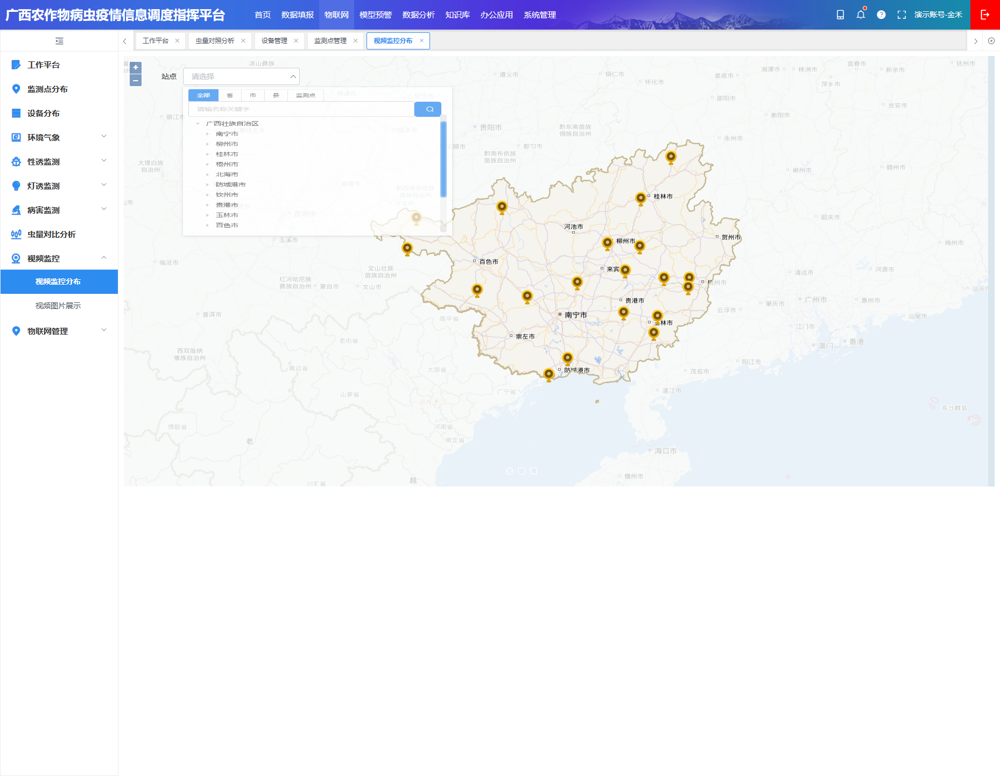 广西农作物病虫疫情信息调度指挥平台
首页 数据填报 物联网 模型预警 数据分析 知识库 办公应用 系统管理
演示账号-金禾
工作平台 虫量对照分析 设备管理 监测点管理 视频监控分布
工作平台
监测点分布
设备分布
环境气象
性诱监测
灯诱监测
病害监测
虫量对比分析
视频监控
视频监控分布
视频图片展示
物联网管理
站点 请选择
全部 省 市 县 监测点
请输名称关键字
广西壮族自治区
南宁市
柳州市
桂林市
梧州市
北海市
防城港市
钦州市
贵港市
玉林市
百色市
凉山彝族
遵义市
铜仁市
怀化市
娄底市
湘潭市
株洲市
宜春市
新余市
抚州市
萍乡市
邵阳市
吉安市
衡阳市
丽江市
贵阳市
黔东南苗族
侗族自治州
永州市
都匀市
黔南布依族
苗族自治州
大理白族
自治州
郴州市
赣州市
桂林市
韶关市
河池市
贺州市
柳州市
梅州市
玉溪市
临沧市
百色市
文山壮族
苗族自治州
来宾
清远市
河源市
红河哈尼族
彝族自治州
蒙自市
文山市
贵港市
广州市
惠州市
肇庆市
云浮市
普洱市
南宁市
高平省
汕尾市
江门市
崇左市
老街省
澳门
香港
西双版纳
傣族自治州
阳江市
奠边省
太原省
防城港市
茂名市
湛江市
广宁省
山萝省
河内
东沙群岛
博胶省
河南省
南定省
老
海口市
北 部 湾
儋州市
越
川圹省